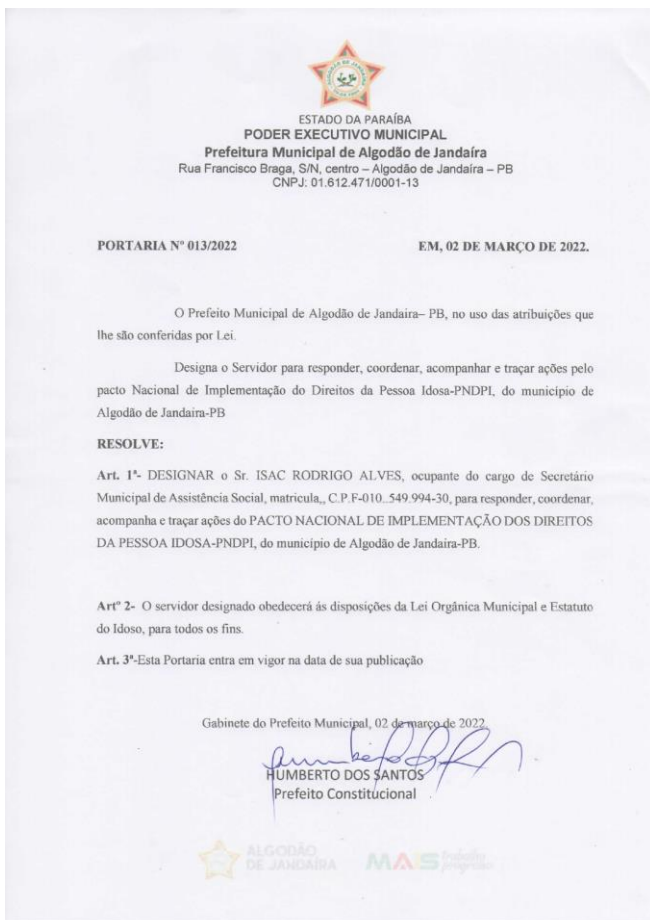 ESTADO DA PARAÍBA
PODER EXECUTIVO MUNICIPAL
Prefeitura Municipal de Algodão de Jandaíra
Rua Francisco Braga, S/N, centro – Algodão de Jandaíra – PB
CNPJ: 01.612.471/0001-13
PORTARIA Nº 013/2022 EM, 02 DE MARÇO DE 2022.
O Prefeito Municipal de Algodão de Jandaira– PB, no uso das atribuições que
lhe são conferidas por Lei.
Designa o Servidor para responder, coordenar, acompanhar e traçar ações pelo
pacto Nacional de Implementação do Direitos da Pessoa Idosa-PNDPI, do município de
Algodão de Jandaira-PB
RESOLVE:
Art. 1ª- DESIGNAR o Sr. ISAC RODRIGO ALVES, ocupante do cargo de Secretário
Municipal de Assistência Social, matricula,, C.P.F-010..549.994-30, para responder, coordenar,
acompanha e traçar ações do PACTO NACIONAL DE IMPLEMENTAÇÃO DOS DIREITOS
DA PESSOA IDOSA-PNDPI, do município de Algodão de Jandaira-PB.
Artº 2- O servidor designado obedecerá ás disposições da Lei Orgânica Municipal e Estatuto
do Idoso, para todos os fins.
Art. 3ª-Esta Portaria entra em vigor na data de sua publicação
Gabinete do Prefeito Municipal, 02 de março de 2022.
HUMBERTO DOS SANTOS
Prefeito Constitucional
ALGODÃO
DE JANDAÍRA
MAIS trabalho
progresso